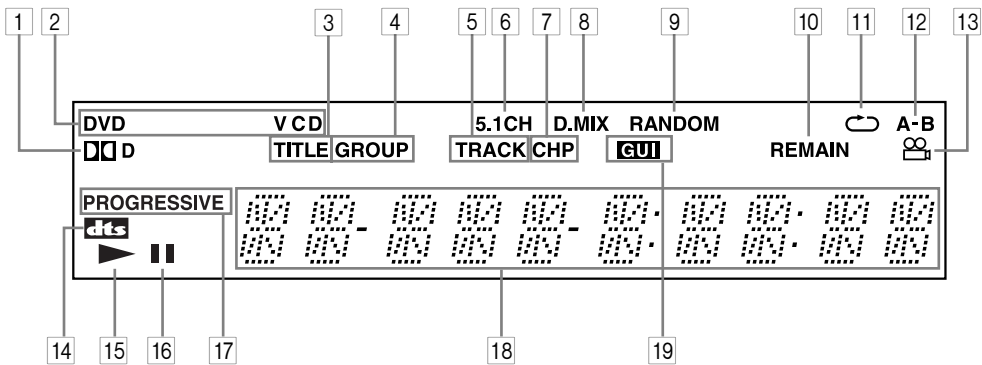 1 2 3 4 5 6 7 8 9 10 11 12 13
DVD V CD 5.1CH D.MIX RANDOM A-B
D TITLE GROUP TRACK CHP GUI REMAIN
PROGRESSIVE
dts
14 15 16 17 18 19